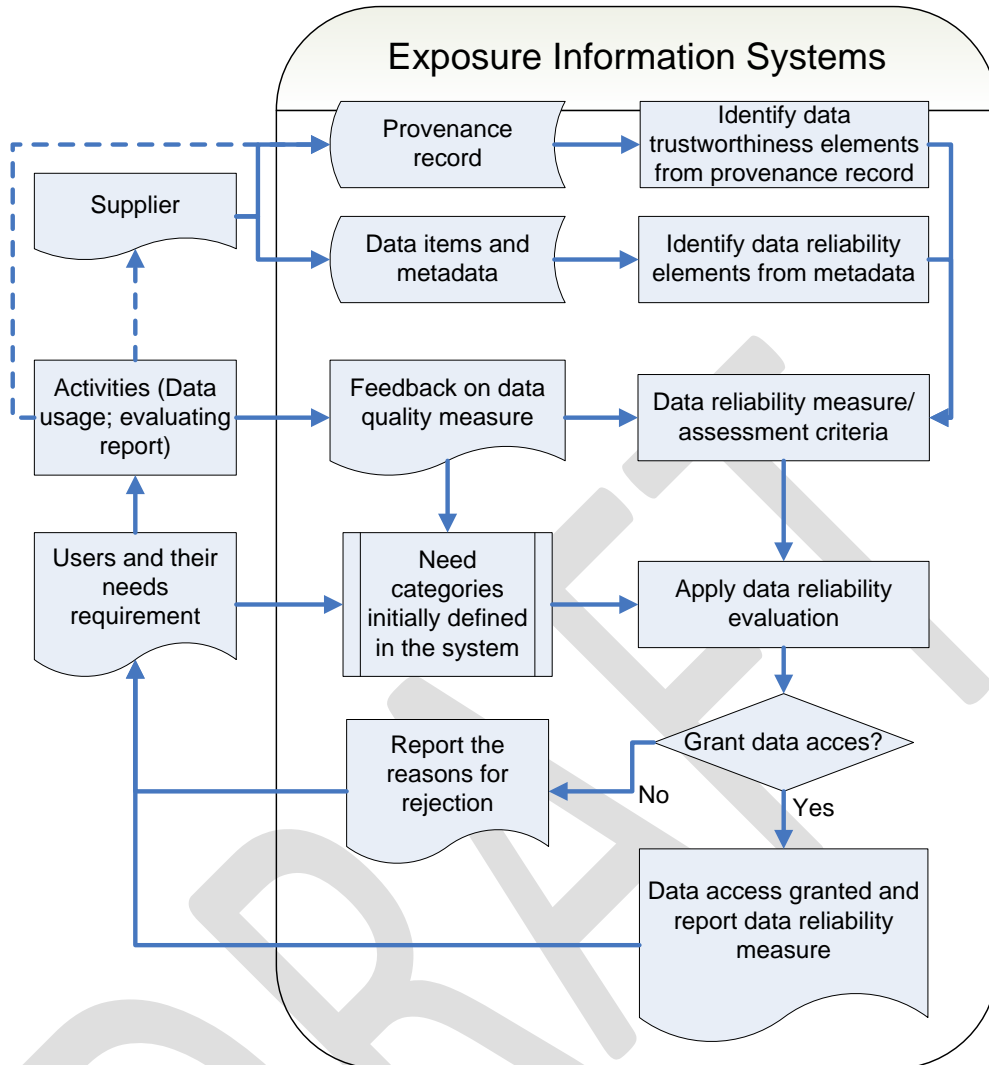 Exposure Information Systems
Provenance
record
Identify data
trustworthiness elements
from provenance record
Supplier
Data items and
metadata
Identify data reliability
elements from metadata
Activities (Data
usage; evaluating
report)
Feedback on data
quality measure
Data reliability measure/
assessment criteria
Users and their
needs
requirement
Need
categories
initially defined
in the system
Apply data reliability
evaluation
Grant data acces?
Report the
reasons for
rejection
No
Yes
Data access granted and
report data reliability
measure
DRAFT